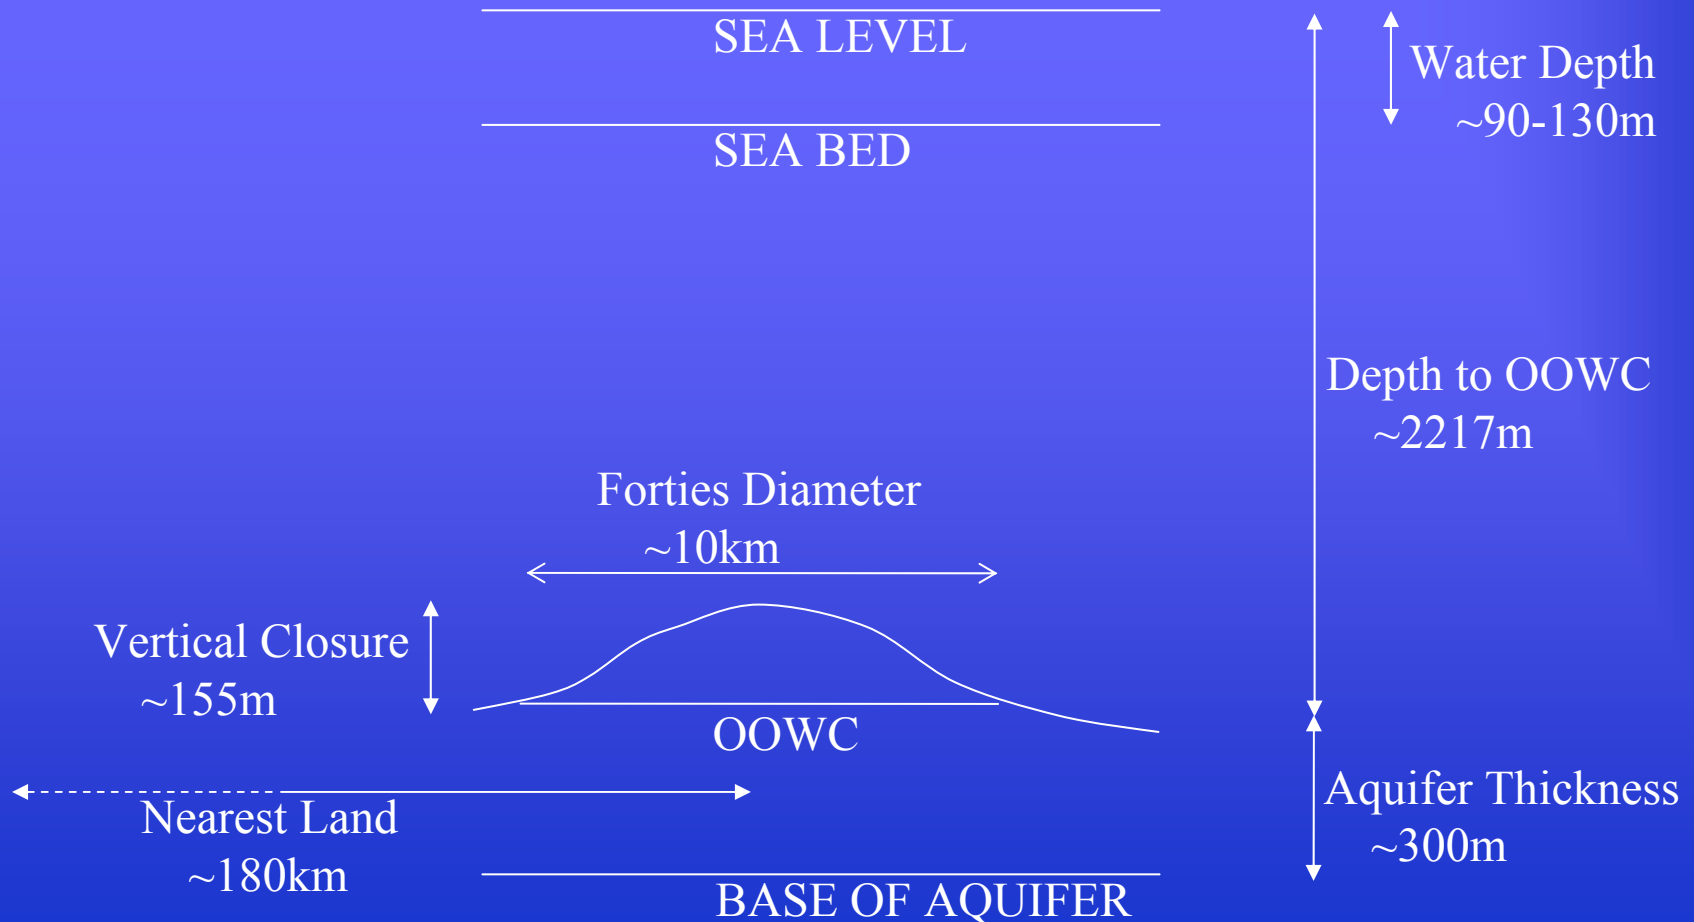 SEA LEVEL
Water Depth
~90-130m
SEA BED
Depth to OOWC
~2217m
Forties Diameter
~10km
Vertical Closure
~155m
OOWC
Nearest Land
~180km
Aquifer Thickness
~300m
BASE OF AQUIFER